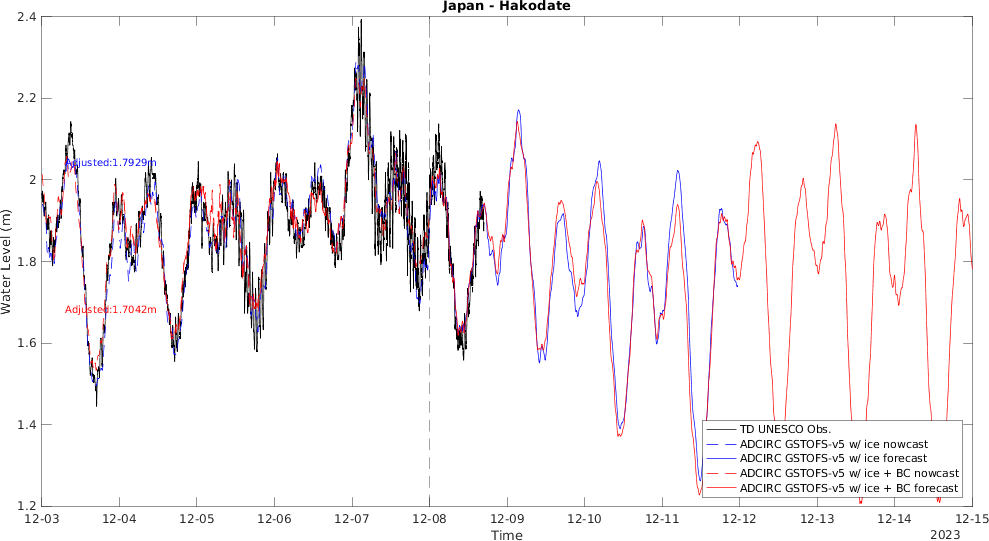 Japan - Hakodate
2.4
2.2
2
1.8
1.6
1.4
1.2
Water Level (m)
Adjusted:1.7929m
Adjusted:1.7042m
TD UNESCO Obs.
ADCIRC GSTOFS-v5 w/ ice nowcast
ADCIRC GSTOFS-v5 w/ ice forecast
ADCIRC GSTOFS-v5 w/ ice + BC nowcast
ADCIRC GSTOFS-v5 w/ ice + BC forecast
12-03 12-04 12-05 12-06 12-07 12-08 12-09 12-10 12-11 12-12 12-13 12-14 12-15
Time
2023